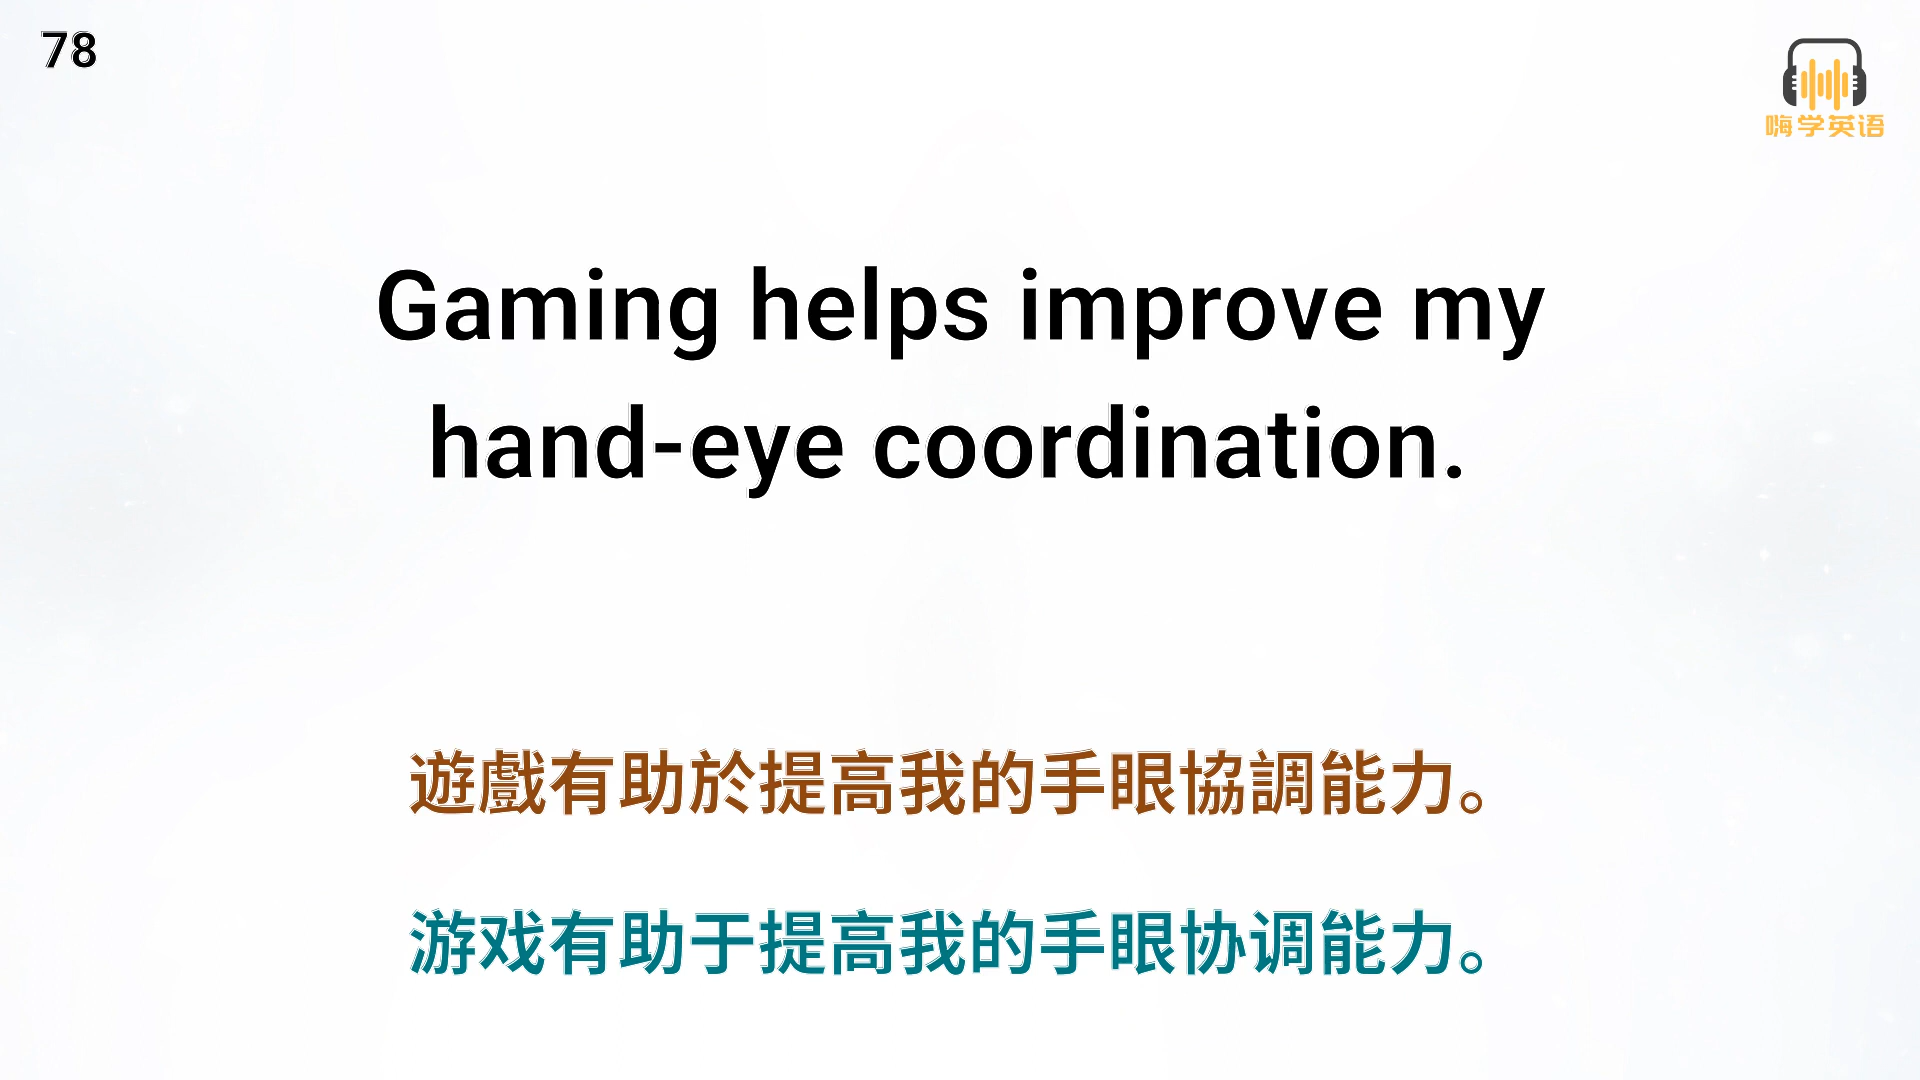 78
嗨学英语
Gaming helps improve my
hand-eye coordination.
遊戲有助於提高我的手眼協調能力。
游戏有助于提高我的手眼协调能力。